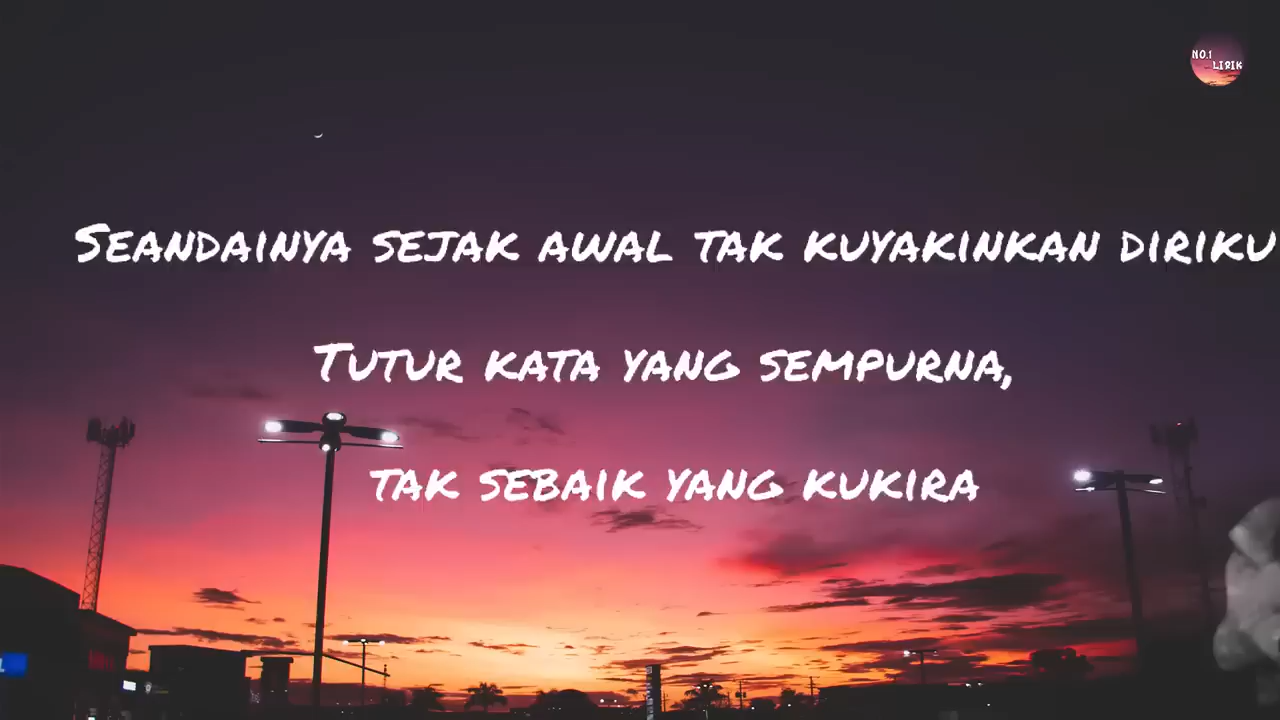 NO.1
LIRIK
Seandainya sejak awal tak kuyakinkan diriku
Tutur kata yang sempurna,
tak sebaik yang kukira